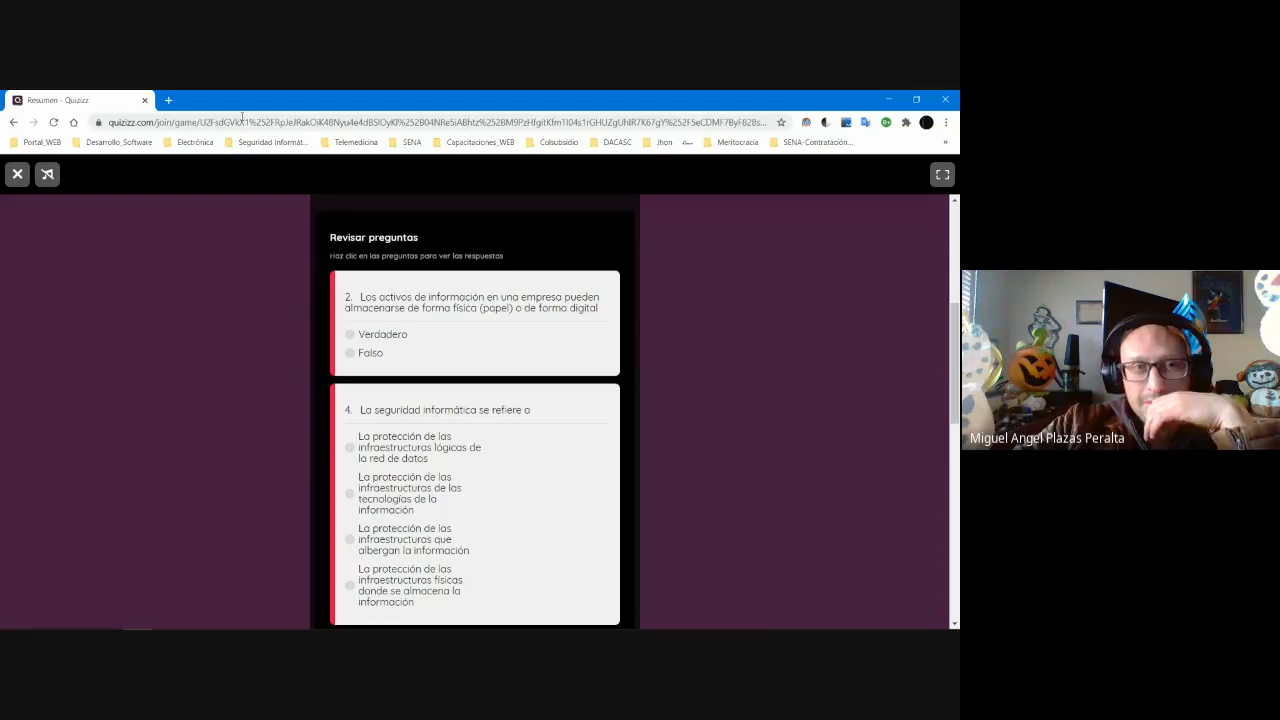 Resumen - Quizizz
Portal_WEB
Desarrollo_Software
Electrónica
Seguridad Informát...
Telemedicina
SENA
Capacitaciones_WEB
Colsubsidio
DACASC
Jhon
Meritocracia
SENA-Contratación...
»
Revisar preguntas
Haz clic en las preguntas para ver las respuestas
2. Los activos de información en una empresa pueden
almacenarse de forma física (papel) o de forma digital
Verdadero
Falso
4. La seguridad informática se refiere a
La protección de las
infraestructuras lógicas de
la red de datos
La protección de las
infraestructuras de las
tecnologías de la
información
La protección de las
infraestructuras que
albergan la información
La protección de las
infraestructuras físicas
donde se almacena la
información
Miguel Angel Plazas Peralta